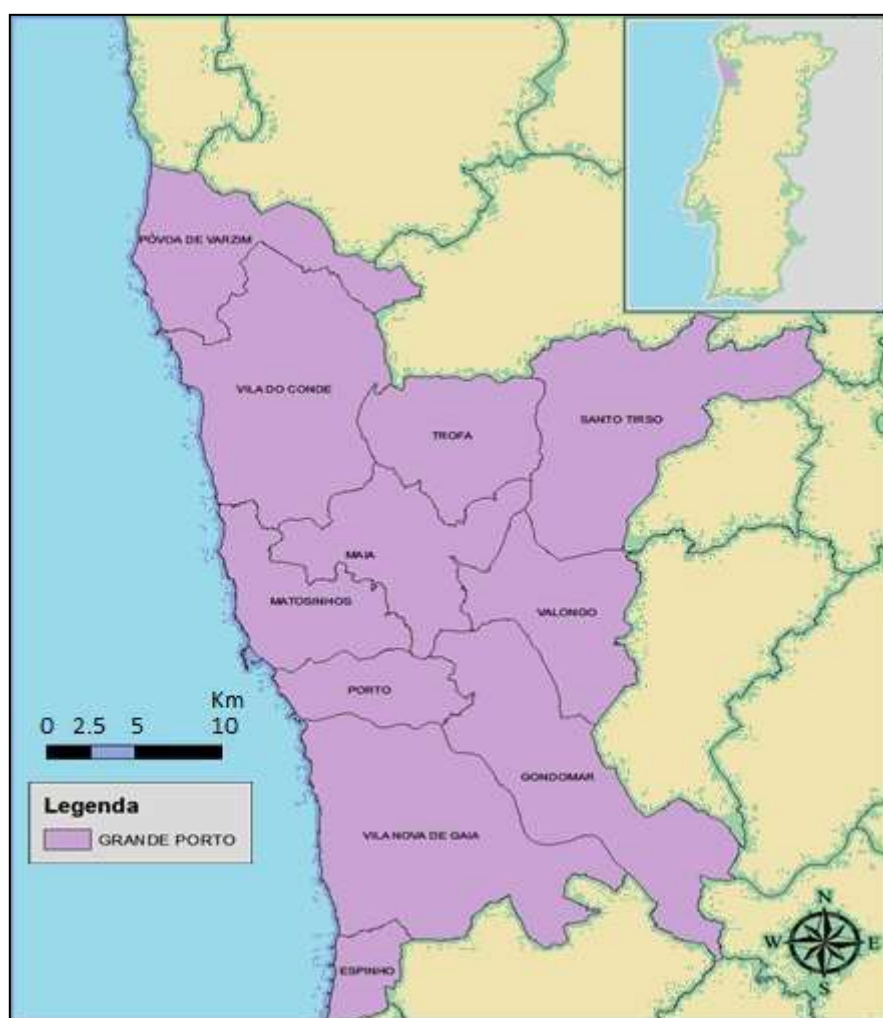 PÓVOA DE VARZIM
VILA DO CONDE
TROFA
SANTO TIRSO
MAIA
MATOSINHOS
VALONGO
PORTO
Km
0 2.5 5 10
GONDOMAR
Legenda
GRANDE PORTO
VILA NOVA DE GAIA
N
W E
S
ESPINHO